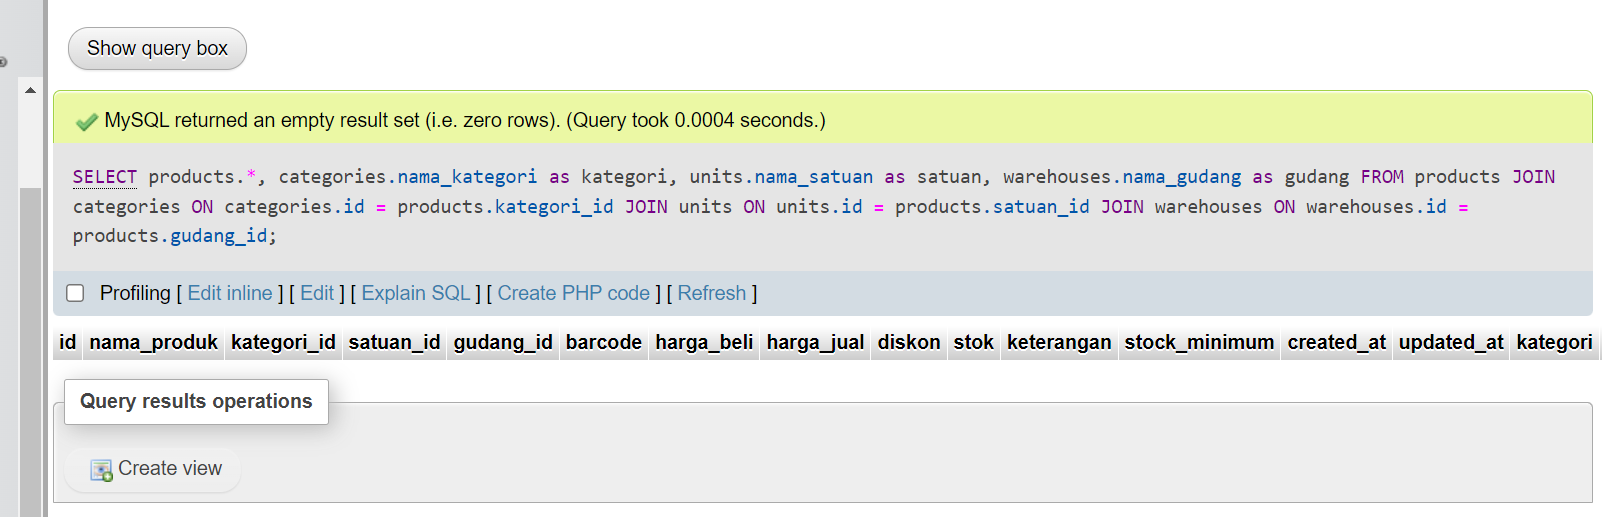 Show query box
MySQL returned an empty result set (i.e. zero rows). (Query took 0.0004 seconds.)
SELECT products.*, categories.nama_kategori as kategori, units.nama_satuan as satuan, warehouses.nama_gudang as gudang FROM products JOIN
categories ON categories.id = products.kategori_id JOIN units ON units.id = products.satuan_id JOIN warehouses ON warehouses.id =
products.gudang_id;
Profiling [ Edit inline ] [ Edit ] [ Explain SQL ] [ Create PHP code ] [ Refresh ]
id nama_produk kategori_id satuan_id gudang_id barcode harga_beli harga_jual diskon stok keterangan stock_minimum created_at updated_at kategori
Query results operations
Create view